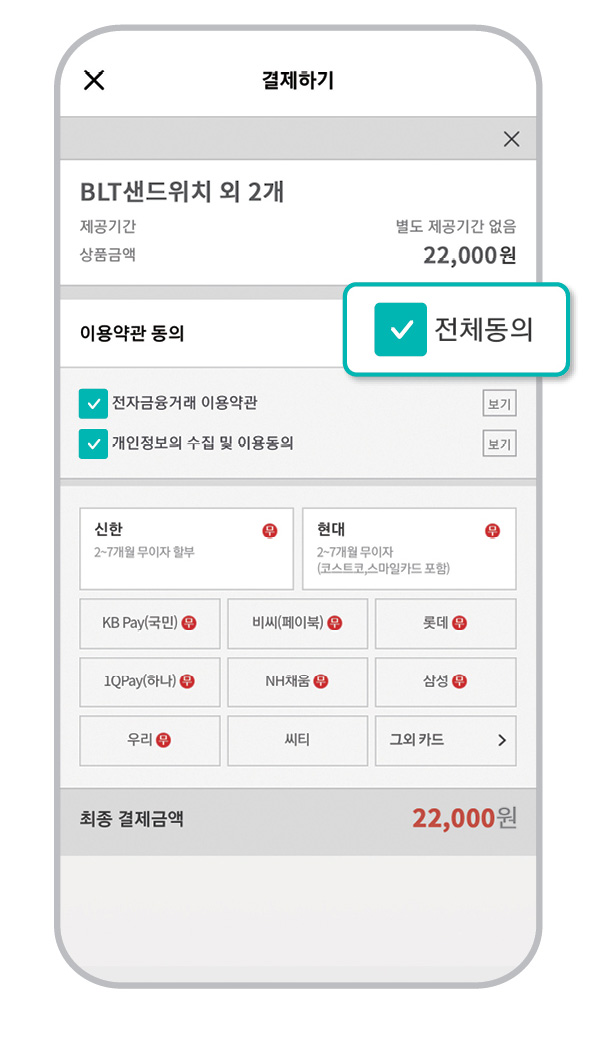 결제하기
BLT샌드위치 외 2개
제공기간 별도 제공기간 없음
상품금액 22,000원
이용약관 동의 전체동의
전자금융거래 이용약관 보기
개인정보의 수집 및 이용동의 보기
신한 무 현대 무
2~7개월 무이자 할부 2~7개월 무이자
(코스트코,스마일카드 포함)
KB Pay(국민) 무 비씨(페이북) 무 롯데 무
1QPay(하나) 무 NH채움 무 삼성 무
우리 무 씨티 그외 카드
최종 결제금액 22,000원